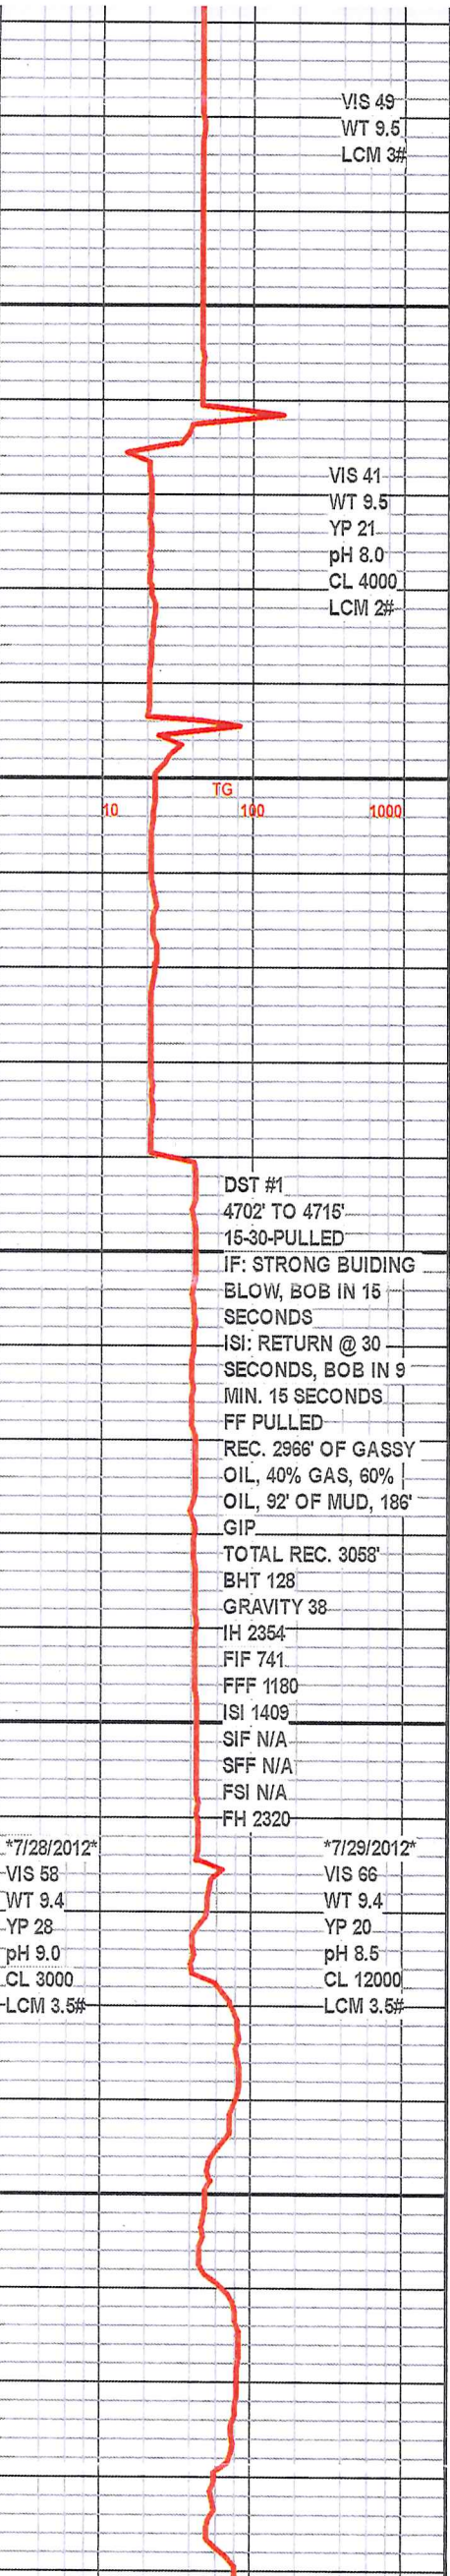 VIS 49
WT 9.5
LCM 3#
VIS 41
WT 9.5
YP 21
pH 8.0
CL 4000
LCM 2#
TG
10 100 1000
DST #1
4702' TO 4715'
15-30-PULLED
IF: STRONG BUIDING
BLOW, BOB IN 15
SECONDS
ISI: RETURN @ 30
SECONDS, BOB IN 9
MIN. 15 SECONDS
FF PULLED
REC. 2966' OF GASSY
OIL, 40% GAS, 60%
OIL, 92' OF MUD, 186'
GIP
TOTAL REC. 3058'
BHT 128
GRAVITY 38
IH 2354
FIF 741
FFF 1180
ISI 1409
SIF N/A
SFF N/A
FSI N/A
FH 2320
*7/28/2012*
VIS 58
WT 9.4
YP 28
pH 9.0
CL 3000
LCM 3.5#
*7/29/2012*
VIS 66
WT 9.4
YP 20
pH 8.5
CL 12000
LCM 3.5#